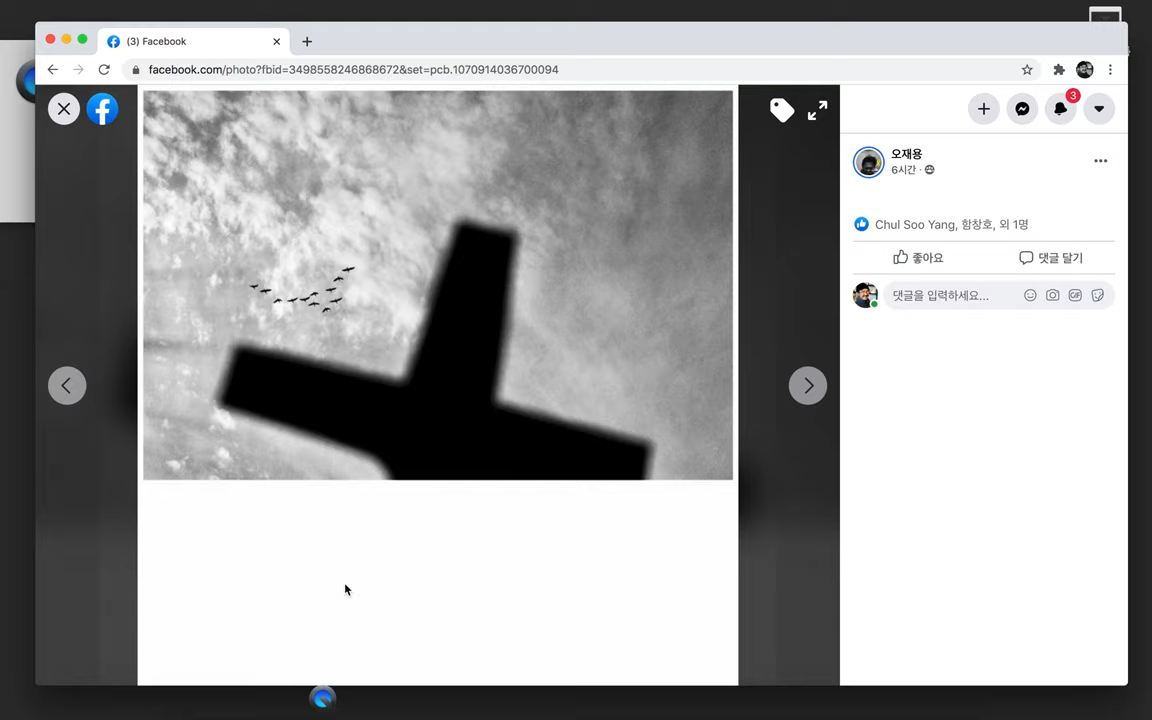 (3) Facebook
facebook.com/photo?fbid=3498558246868672&set=pcb.1070914036700094
3
오재용
6시간 ·
Chul Soo Yang, 함창호, 외 1명
좋아요 댓글 달기
댓글을 입력하세요...
GIF